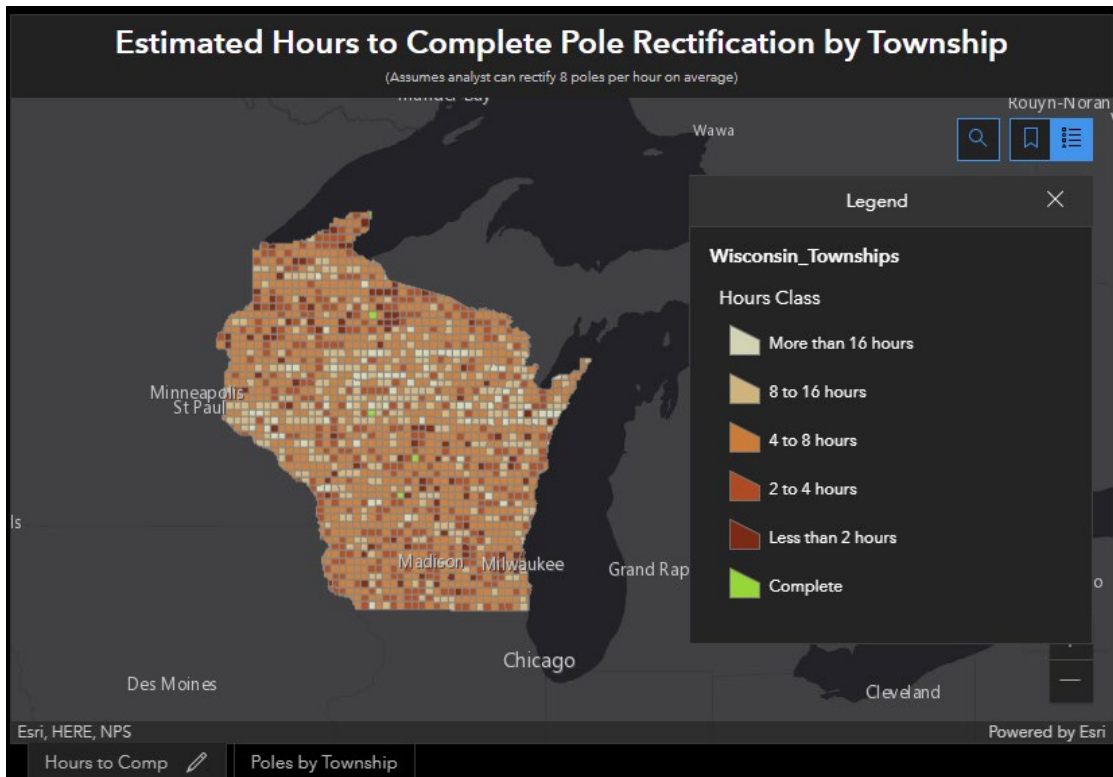 Estimated Hours to Complete Pole Rectification by Township
(Assumes analyst can rectify 8 poles per hour on average)
Rouyn-Noran
Wawa
Legend
Wisconsin_Townships
Hours Class
More than 16 hours
8 to 16 hours
4 to 8 hours
2 to 4 hours
Less than 2 hours
Complete
Minneapolis
St Paul
ls
Madison
Milwaukee
Grand Rap
o
Chicago
Des Moines
Cleveland
Esri, HERE, NPS
Powered by Esri
Hours to Comp
Poles by Township